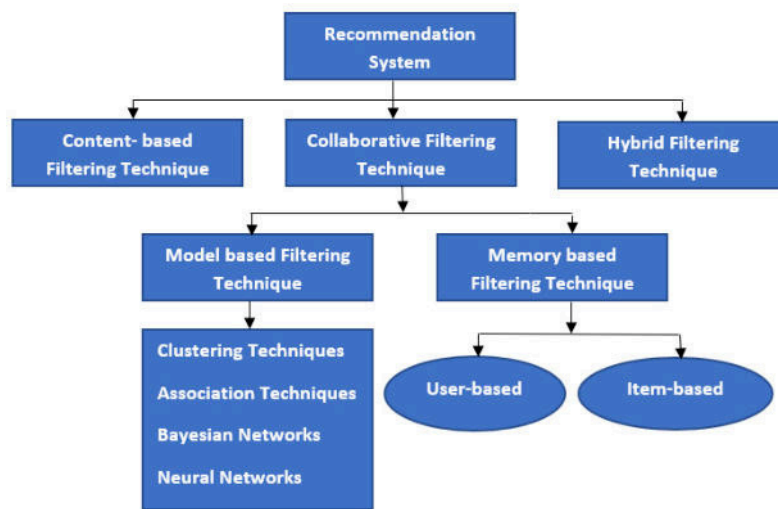 Recommendation
System
Content- based
Filtering Technique
Collaborative Filtering
Technique
Hybrid Filtering
Technique
Model based Filtering
Technique
Memory based
Filtering Technique
Clustering Techniques
Association Techniques
Bayesian Networks
Neural Networks
User-based
Item-based